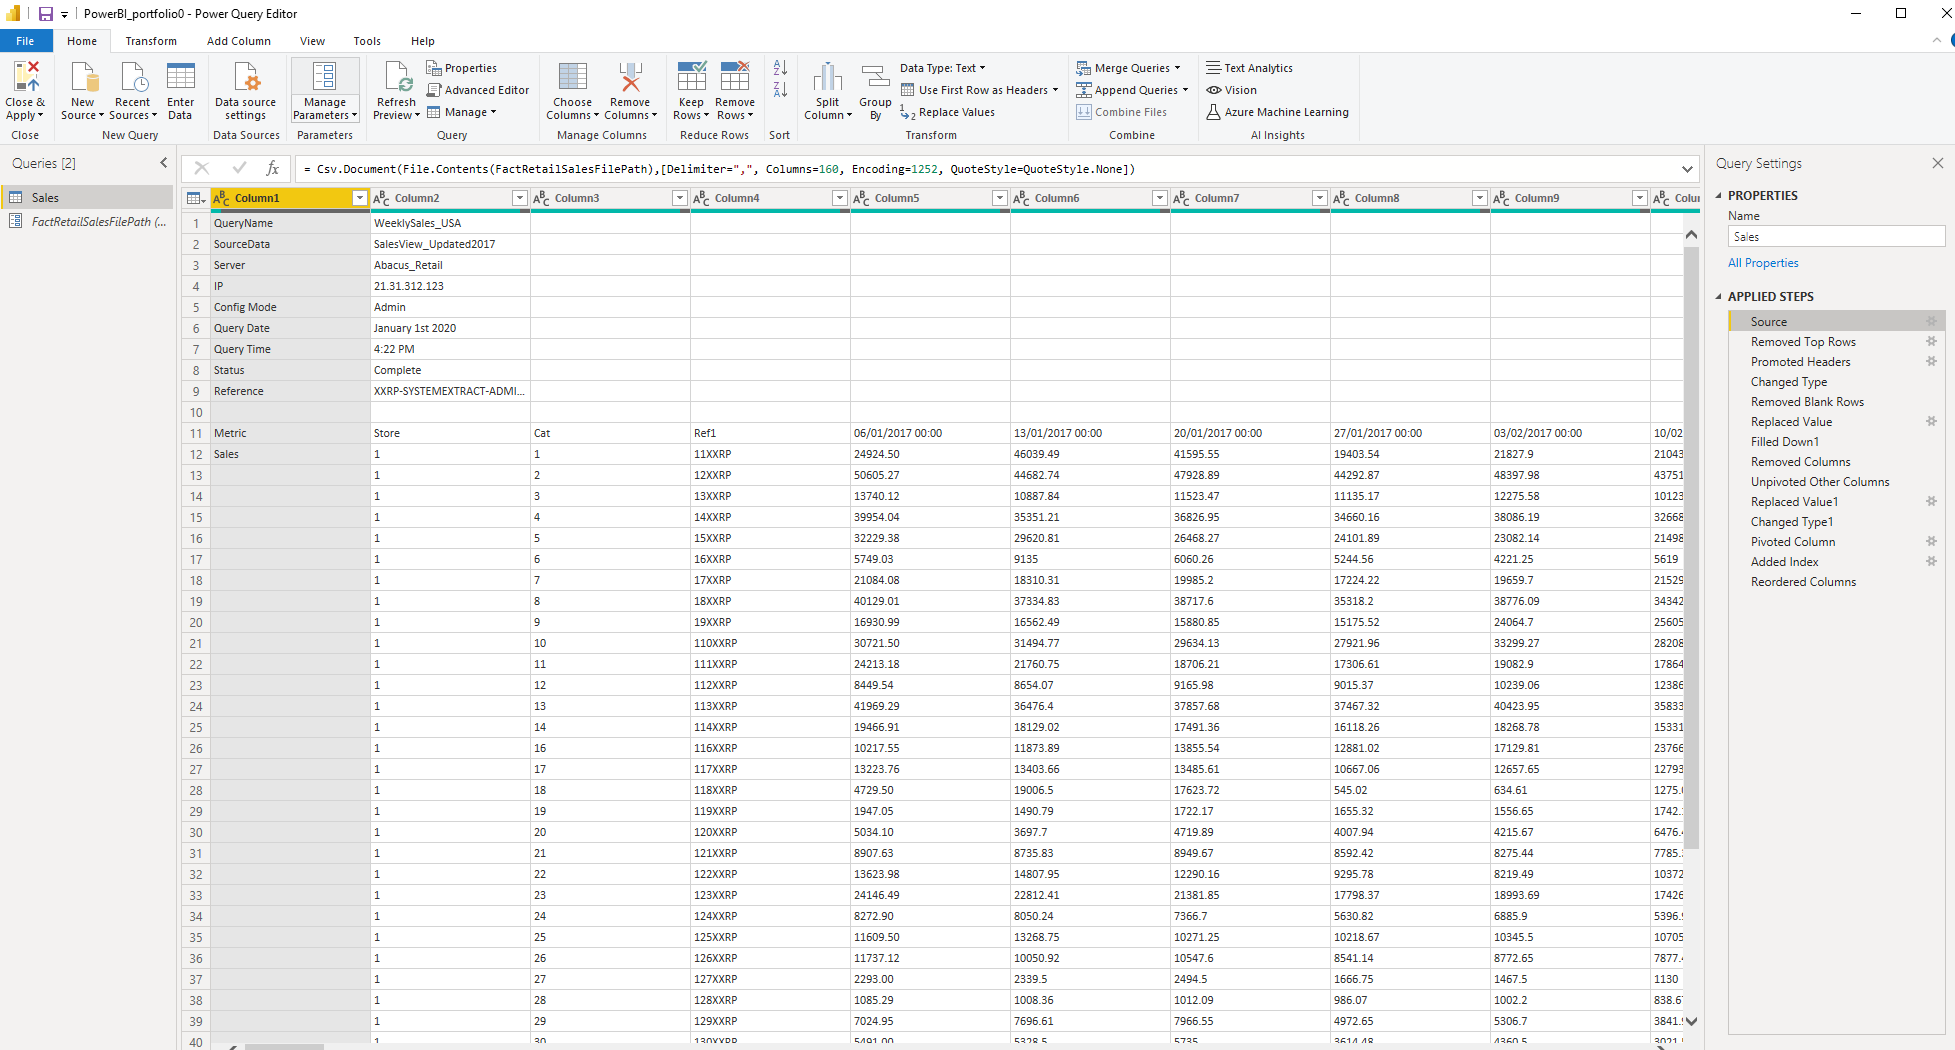 PowerBI_portfolio0 - Power Query Editor
File Home Transform Add Column View Tools Help
Close & Apply
New Source
Recent Sources
Enter Data
Data source settings
Manage Parameters
Refresh Preview
Properties
Advanced Editor
Manage
Choose Columns
Remove Columns
Keep Rows
Remove Rows
Split Column
Group By
Data Type: Text
Use First Row as Headers
Replace Values
Merge Queries
Append Queries
Combine Files
Text Analytics
Vision
Azure Machine Learning
Close New Query Data Sources Parameters Query Manage Columns Reduce Rows Sort Transform Combine AI Insights
Queries [2]
Sales
FactRetailSalesFilePath (...
fx = Csv.Document(File.Contents(FactRetailSalesFilePath),[Delimiter=",", Columns=160, Encoding=1252, QuoteStyle=QuoteStyle.None])
Column1 Column2 Column3 Column4 Column5 Column6 Column7 Column8 Column9
1 QueryName WeeklySales_USA
2 SourceData SalesView_Updated2017
3 Server Abacus_Retail
4 IP 21.31.312.123
5 Config Mode Admin
6 Query Date January 1st 2020
7 Query Time 4:22 PM
8 Status Complete
9 Reference XXRP-SYSTEMEXTRACT-ADMI...
10
11 Metric Store Cat Ref1 06/01/2017 00:00 13/01/2017 00:00 20/01/2017 00:00 27/01/2017 00:00 03/02/2017 00:00 10/02
12 Sales 1 1 11XXRP 24924.50 46039.49 41595.55 19403.54 21827.9 21043
13 1 2 12XXRP 50605.27 44682.74 47928.89 44292.87 48397.98 43751
14 1 3 13XXRP 13740.12 10887.84 11523.47 11135.17 12275.58 10123
15 1 4 14XXRP 39954.04 35351.21 36826.95 34660.16 38086.19 32668
16 1 5 15XXRP 32229.38 29620.81 26468.27 24101.89 23082.14 21498
17 1 6 16XXRP 5749.03 9135 6060.26 5244.56 4221.25 5619
18 1 7 17XXRP 21084.08 18310.31 19985.2 17224.22 19659.7 21529
19 1 8 18XXRP 40129.01 37334.83 38717.6 35318.2 38776.09 34342
20 1 9 19XXRP 16930.99 16562.49 15880.85 15175.52 24064.7 25605
21 1 10 110XXRP 30721.50 31494.77 29634.13 27921.96 33299.27 28208
22 1 11 111XXRP 24213.18 21760.75 18706.21 17306.61 19082.9 17864
23 1 12 112XXRP 8449.54 8654.07 9165.98 9015.37 10239.06 12386
24 1 13 113XXRP 41969.29 36476.4 37857.68 37467.32 40423.95 35833
25 1 14 114XXRP 19466.91 18129.02 17491.36 16118.26 18268.78 15331
26 1 16 116XXRP 10217.55 11873.89 13855.54 12881.02 17129.81 23766
27 1 17 117XXRP 13223.76 13403.66 13485.61 10667.06 12657.65 12793
28 1 18 118XXRP 4729.50 19006.5 17623.72 545.02 634.61 1275.
29 1 19 119XXRP 1947.05 1490.79 1722.17 1655.32 1556.65 1742.
30 1 20 120XXRP 5034.10 3697.7 4719.89 4007.94 4215.67 6476.
31 1 21 121XXRP 8907.63 8735.83 8949.67 8592.42 8275.44 7785.
32 1 22 122XXRP 13623.98 14807.95 12290.16 9295.78 8219.49 10372
33 1 23 123XXRP 24146.49 22812.41 21381.85 17798.37 18993.69 17426
34 1 24 124XXRP 8272.90 8050.24 7366.7 5630.82 6885.9 5396.
35 1 25 125XXRP 11609.50 13268.75 10271.25 10218.67 10345.5 10705
36 1 26 126XXRP 11737.12 10050.92 10547.6 8541.14 8772.65 7877.
37 1 27 127XXRP 2293.00 2339.5 2494.5 1666.75 1467.5 1130
38 1 28 128XXRP 1085.29 1008.36 1012.09 986.07 1002.2 838.6
39 1 29 129XXRP 7024.95 7696.61 7966.55 4972.65 5306.7 3841.
40 1 30 130XXRP 5491.00 5328.5 5735 3614.48 4360.5 3021
Query Settings
PROPERTIES
Name
Sales
All Properties
APPLIED STEPS
Source
Removed Top Rows
Promoted Headers
Changed Type
Removed Blank Rows
Replaced Value
Filled Down1
Removed Columns
Unpivoted Other Columns
Replaced Value1
Changed Type1
Pivoted Column
Added Index
Reordered Columns